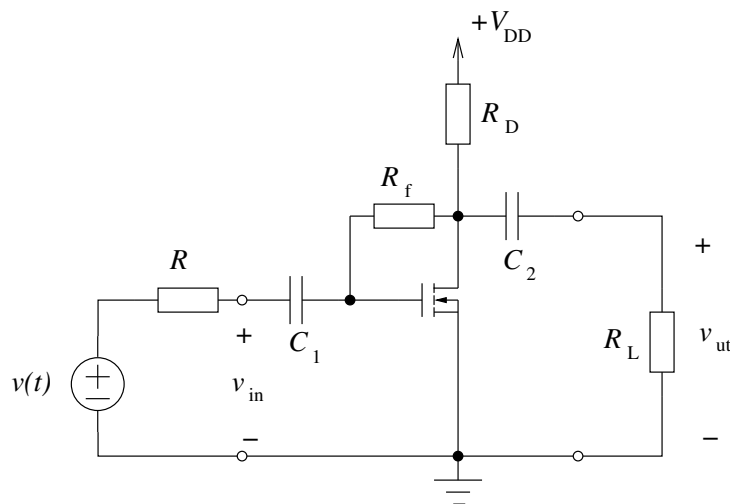 +V_DD
R_D
R_f
C_2
R
C_1
+
+
v(t)
v_in
R_L
v_ut
+
−
−
−